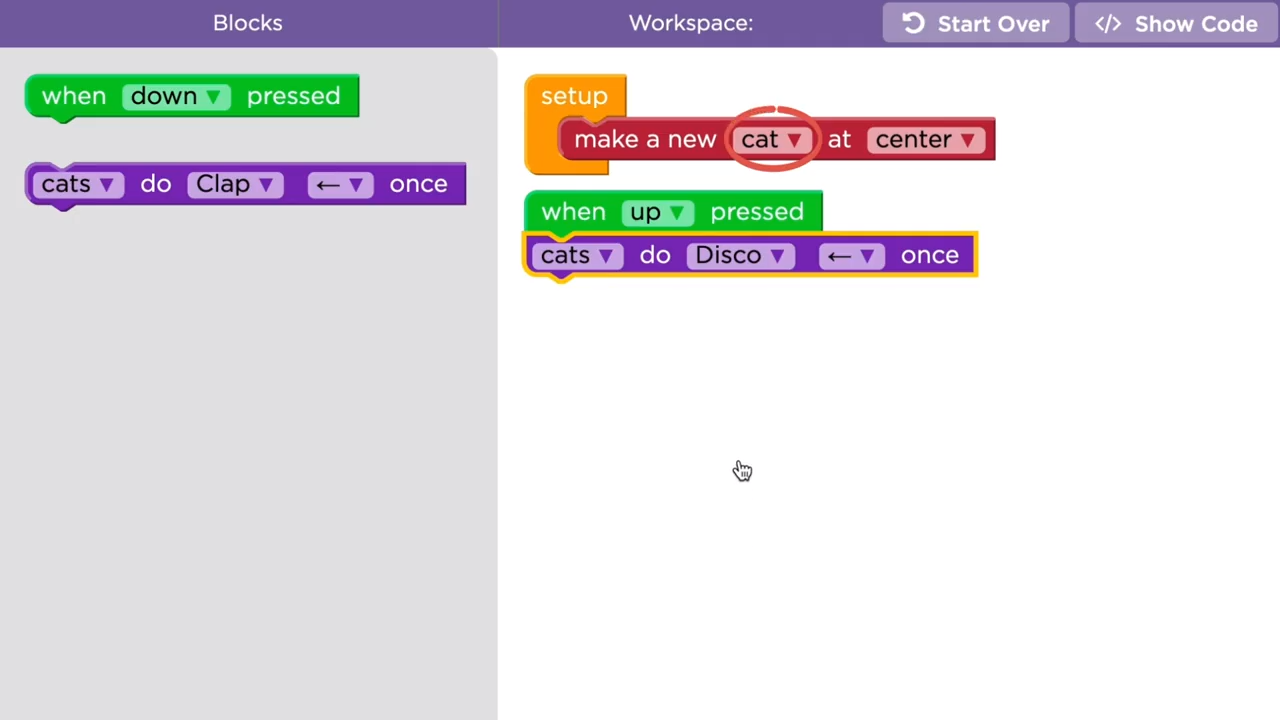 Blocks
Workspace:
Start Over
</> Show Code
when down ▼ pressed
cats ▼ do Clap ▼ ← ▼ once
setup
make a new cat ▼ at center ▼
when up ▼ pressed
cats ▼ do Disco ▼ ← ▼ once